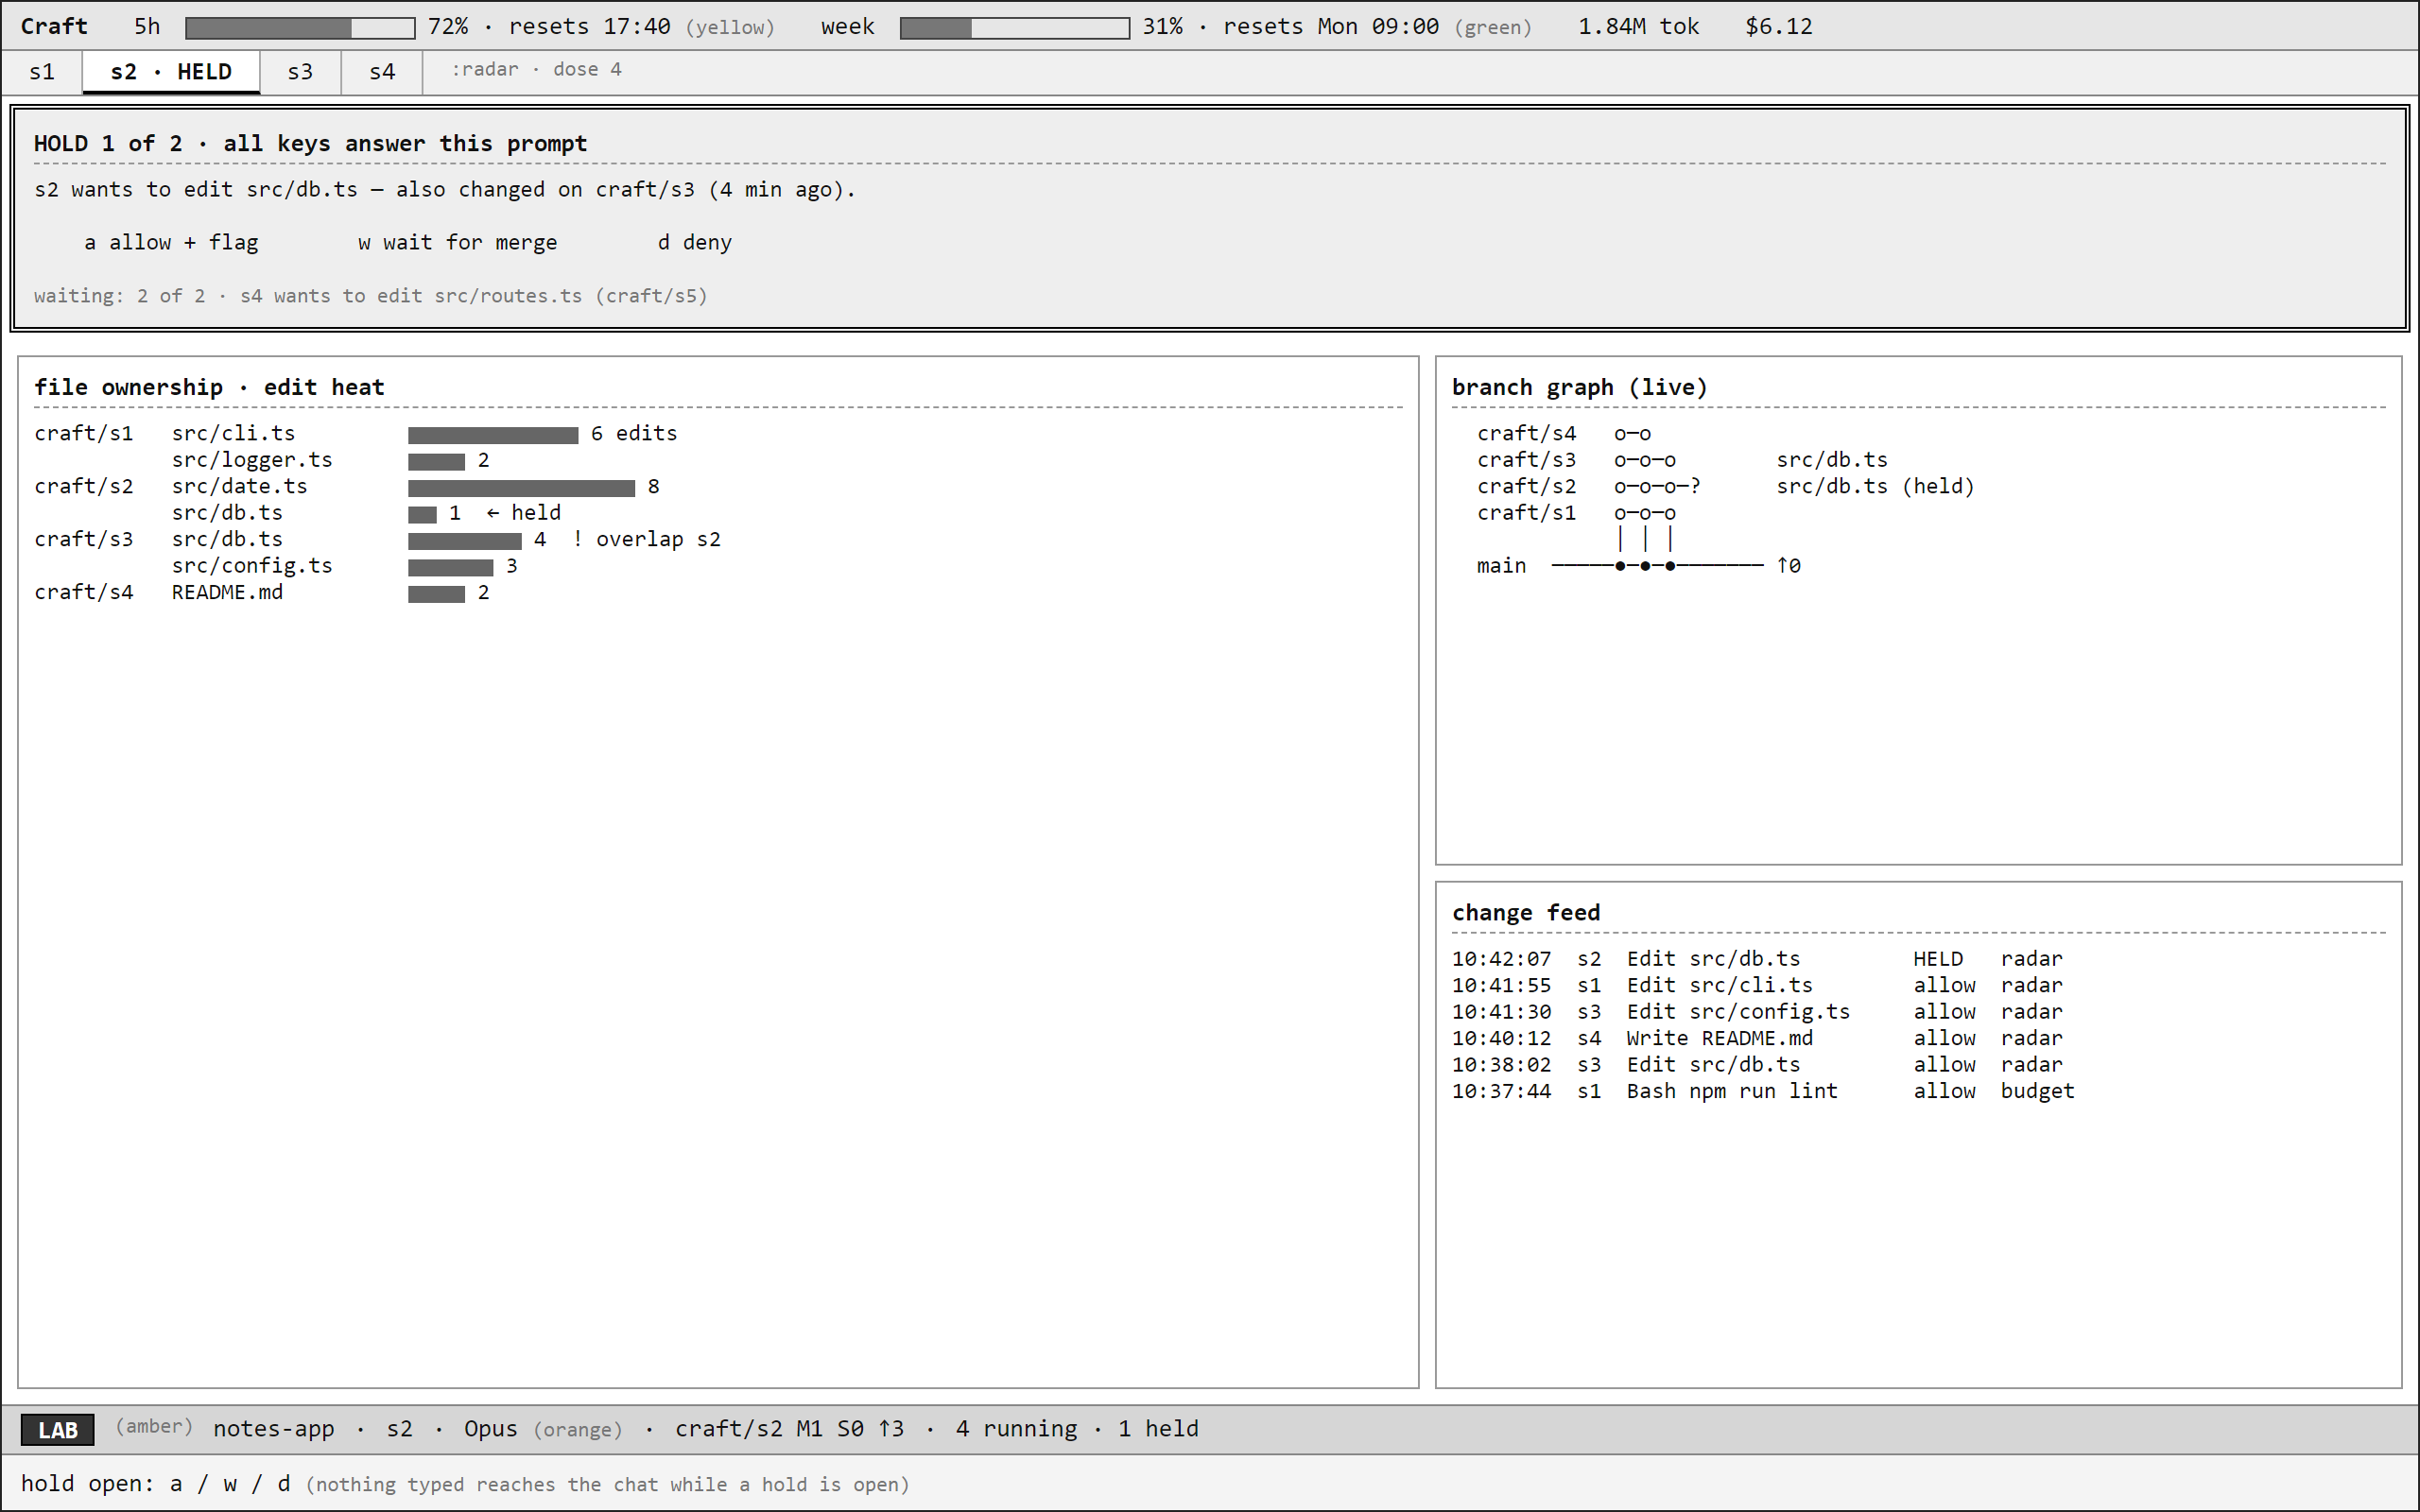 Craft 5h 72% · resets 17:40 (yellow) week 31% · resets Mon 09:00 (green) 1.84M tok $6.12
s1 s2 · HELD s3 s4 :radar · dose 4
HOLD 1 of 2 · all keys answer this prompt
s2 wants to edit src/db.ts — also changed on craft/s3 (4 min ago).
a allow + flag w wait for merge d deny
waiting: 2 of 2 · s4 wants to edit src/routes.ts (craft/s5)
file ownership · edit heat
craft/s1 src/cli.ts 6 edits
src/logger.ts 2
craft/s2 src/date.ts 8
src/db.ts 1 ← held
craft/s3 src/db.ts 4 ! overlap s2
src/config.ts 3
craft/s4 README.md 2
branch graph (live)
craft/s4 o—o
craft/s3 o—o—o src/db.ts
craft/s2 o—o—o—? src/db.ts (held)
craft/s1 o—o—o
│ │ │
main —————●—●—●——————— ↑0
change feed
10:42:07 s2 Edit src/db.ts HELD radar
10:41:55 s1 Edit src/cli.ts allow radar
10:41:30 s3 Edit src/config.ts allow radar
10:40:12 s4 Write README.md allow radar
10:38:02 s3 Edit src/db.ts allow radar
10:37:44 s1 Bash npm run lint allow budget
LAB (amber) notes-app · s2 · Opus (orange) · craft/s2 M1 S0 ↑3 · 4 running · 1 held
hold open: a / w / d (nothing typed reaches the chat while a hold is open)